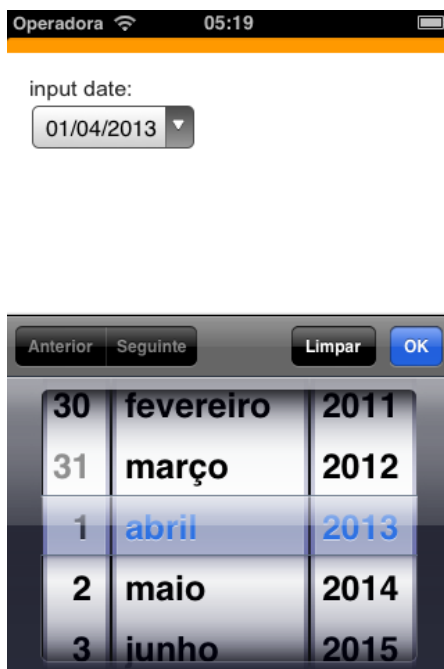 Operadora 05:19
input date:
01/04/2013
Anterior Seguinte Limpar OK
30 fevereiro 2011
31 março 2012
1 abril 2013
2 maio 2014
3 junho 2015